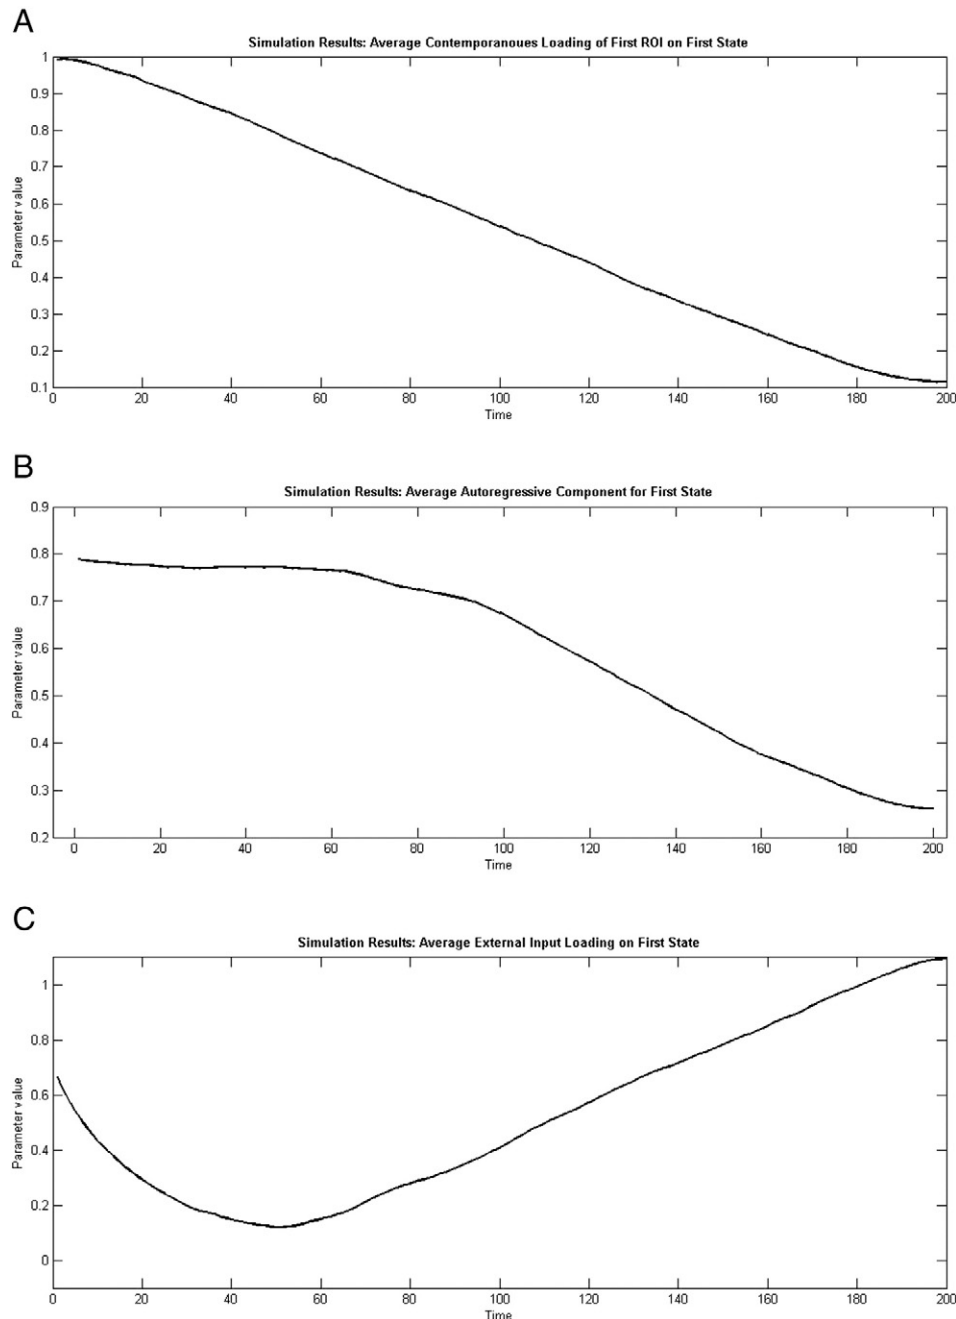 A
Simulation Results: Average Contemporanoues Loading of First ROI on First State
1
0.9
0.8
0.7
0.6
0.5
0.4
0.3
0.2
0.1
Parameter value
0 20 40 60 80 100 120 140 160 180 200
Time
B
Simulation Results: Average Autoregressive Component for First State
0.9
0.8
0.7
0.6
0.5
0.4
0.3
0.2
Parameter value
0 20 40 60 80 100 120 140 160 180 200
Time
C
Simulation Results: Average External Input Loading on First State
1
0.8
0.6
0.4
0.2
0
Parameter value
0 20 40 60 80 100 120 140 160 180 200
Time